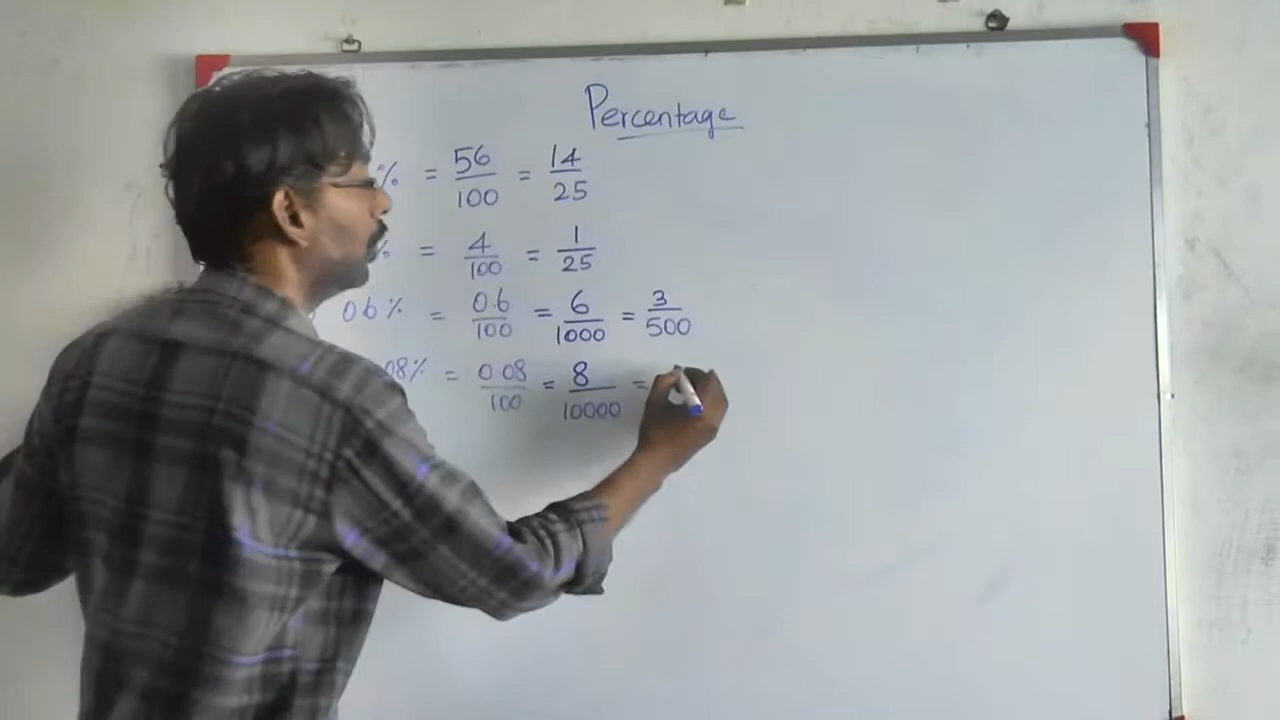 Percentage
% = 56/100 = 14/25
% = 4/100 = 1/25
0.6% = 0.6/100 = 6/1000 = 3/500
08% = 0.08/100 = 8/10000 =